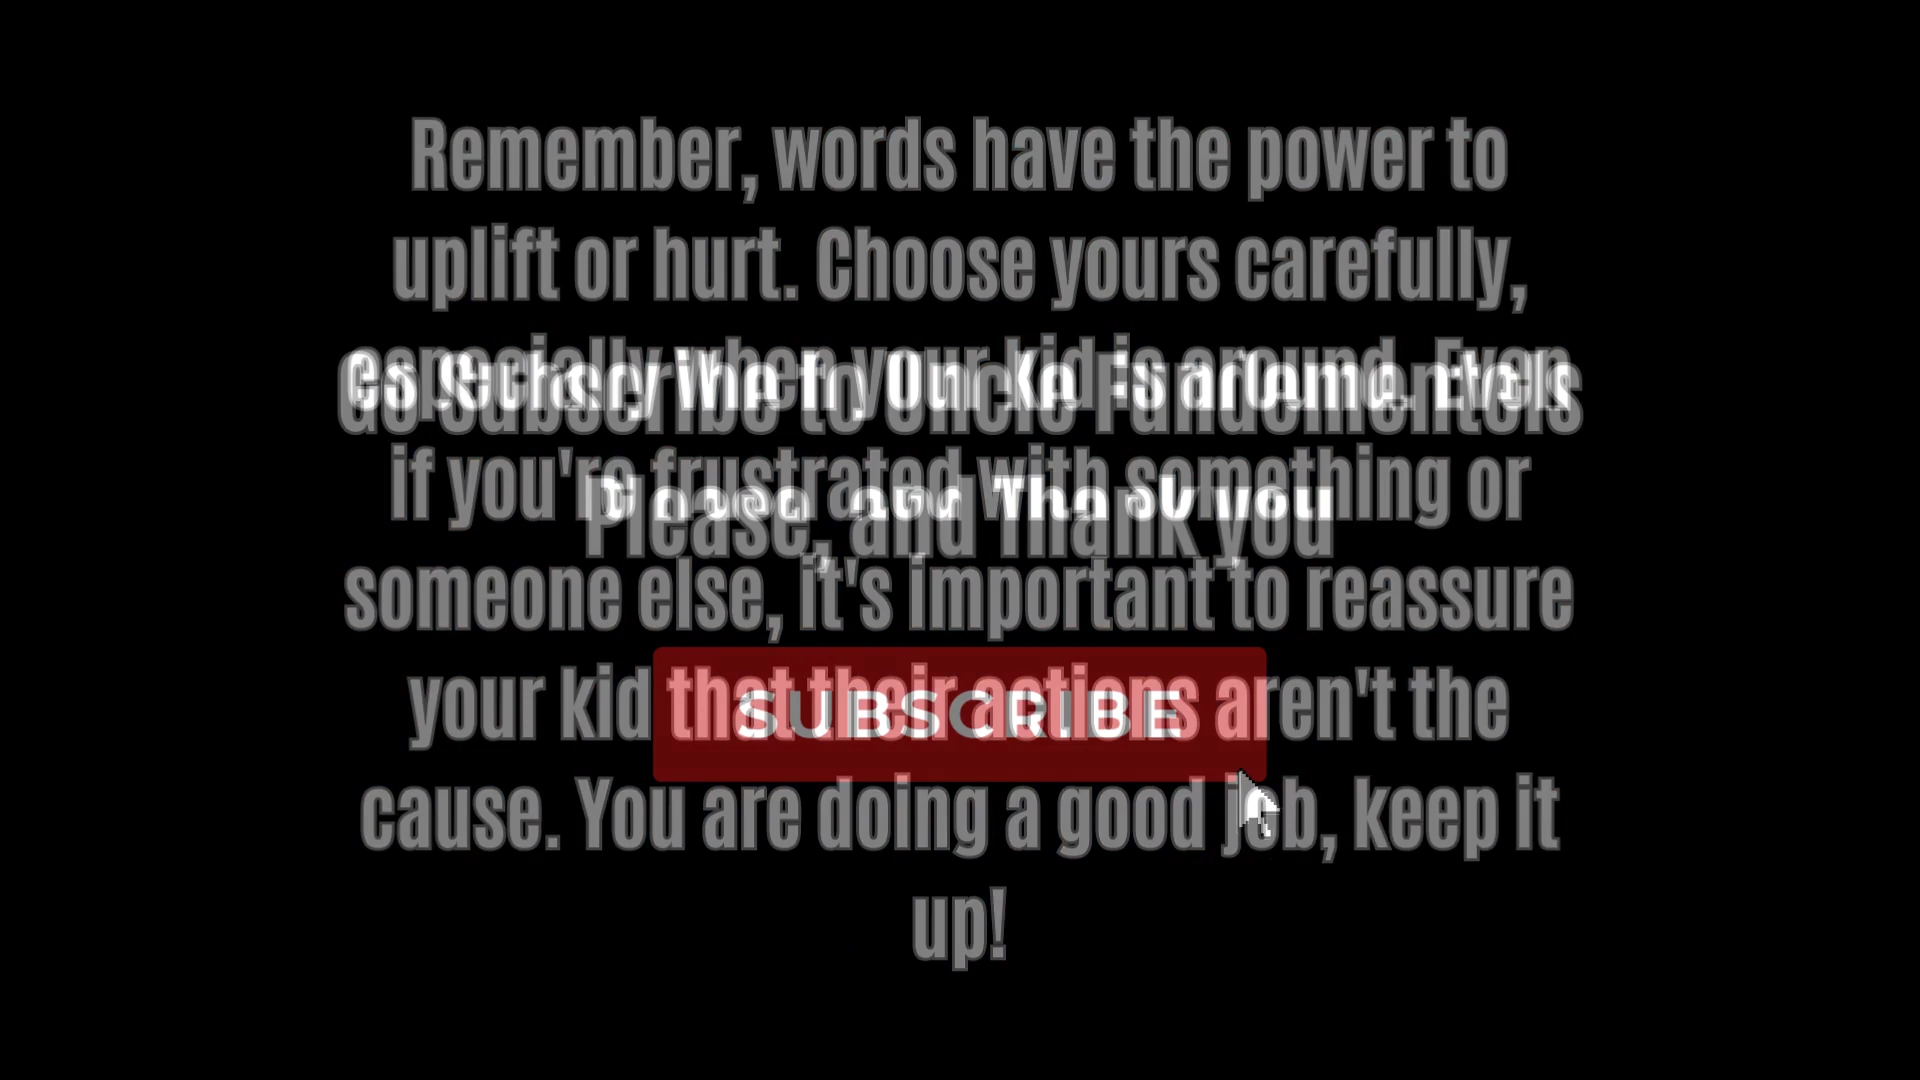 Remember, words have the power to
uplift or hurt. Choose yours carefully,
especially when your kid is around. Even
Go Subscribe to Uncle Fundementels
if you're frustrated with something or
Please, and Thank you
someone else, it's important to reassure
your kid that their actions aren't the
SUBSCRIBE
cause. You are doing a good job, keep it
up!